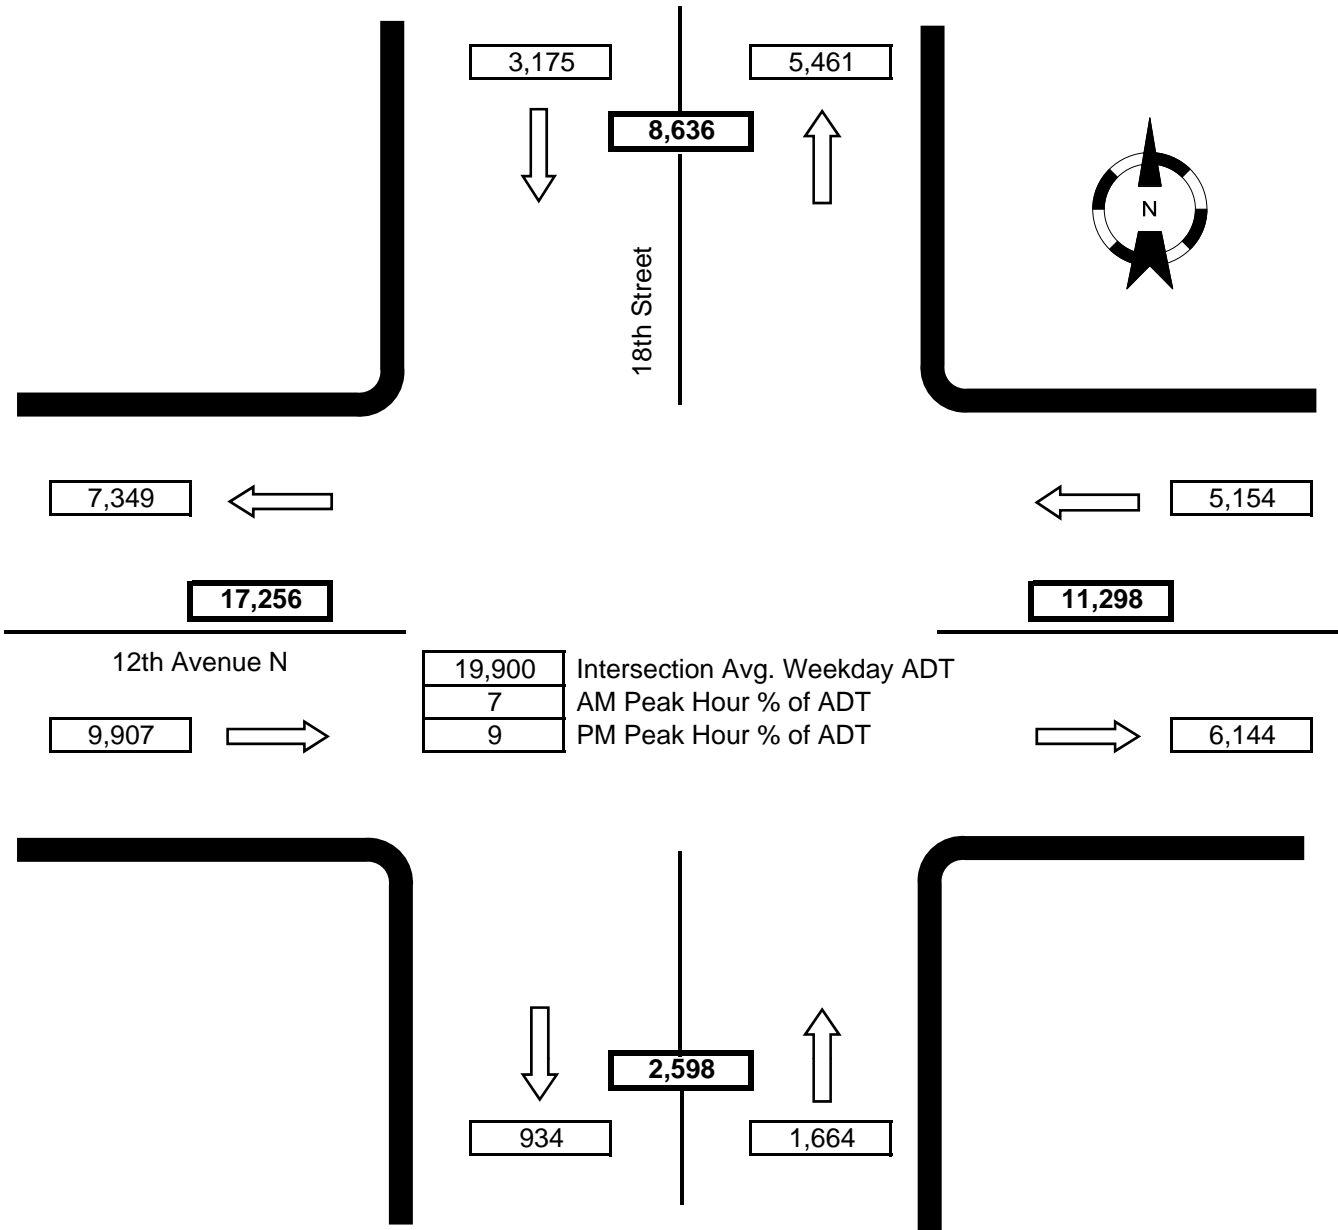 3,175
5,461
8,636
N
18th Street
7,349
5,154
17,256
11,298
12th Avenue N
19,900 Intersection Avg. Weekday ADT
7 AM Peak Hour % of ADT
9 PM Peak Hour % of ADT
9,907
6,144
2,598
934
1,664